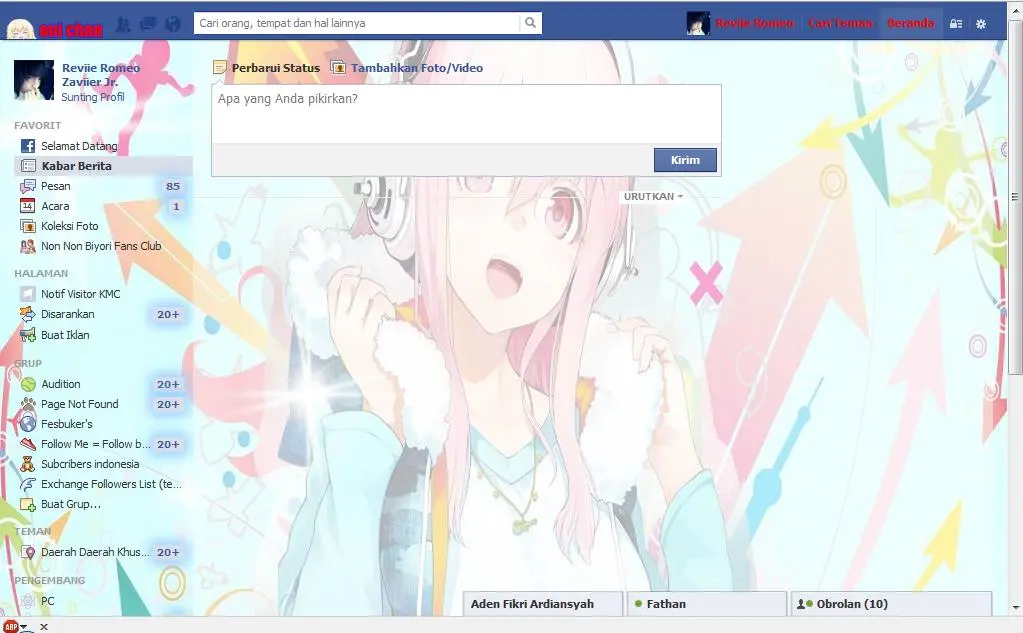 oni chan
Cari orang, tempat dan hal lainnya
Reviie Romeo
Cari Teman
Beranda
Reviie Romeo
Zaviier Jr.
Sunting Profil
Perbarui Status
Tambahkan Foto/Video
Apa yang Anda pikirkan?
Kirim
URUTKAN
FAVORIT
Selamat Datang
Kabar Berita
Pesan 85
14
Acara 1
Koleksi Foto
Non Non Biyori Fans Club
HALAMAN
Notif Visitor KMC
Disarankan 20+
Buat Iklan
GRUP
Audition 20+
Page Not Found 20+
Fesbuker's
Follow Me = Follow b... 20+
Subcribers indonesia
Exchange Followers List (te...
Buat Grup...
TEMAN
Daerah Daerah Khus... 20+
PENGEMBANG
PC
Aden Fikri Ardiansyah
Fathan
Obrolan (10)
ABP